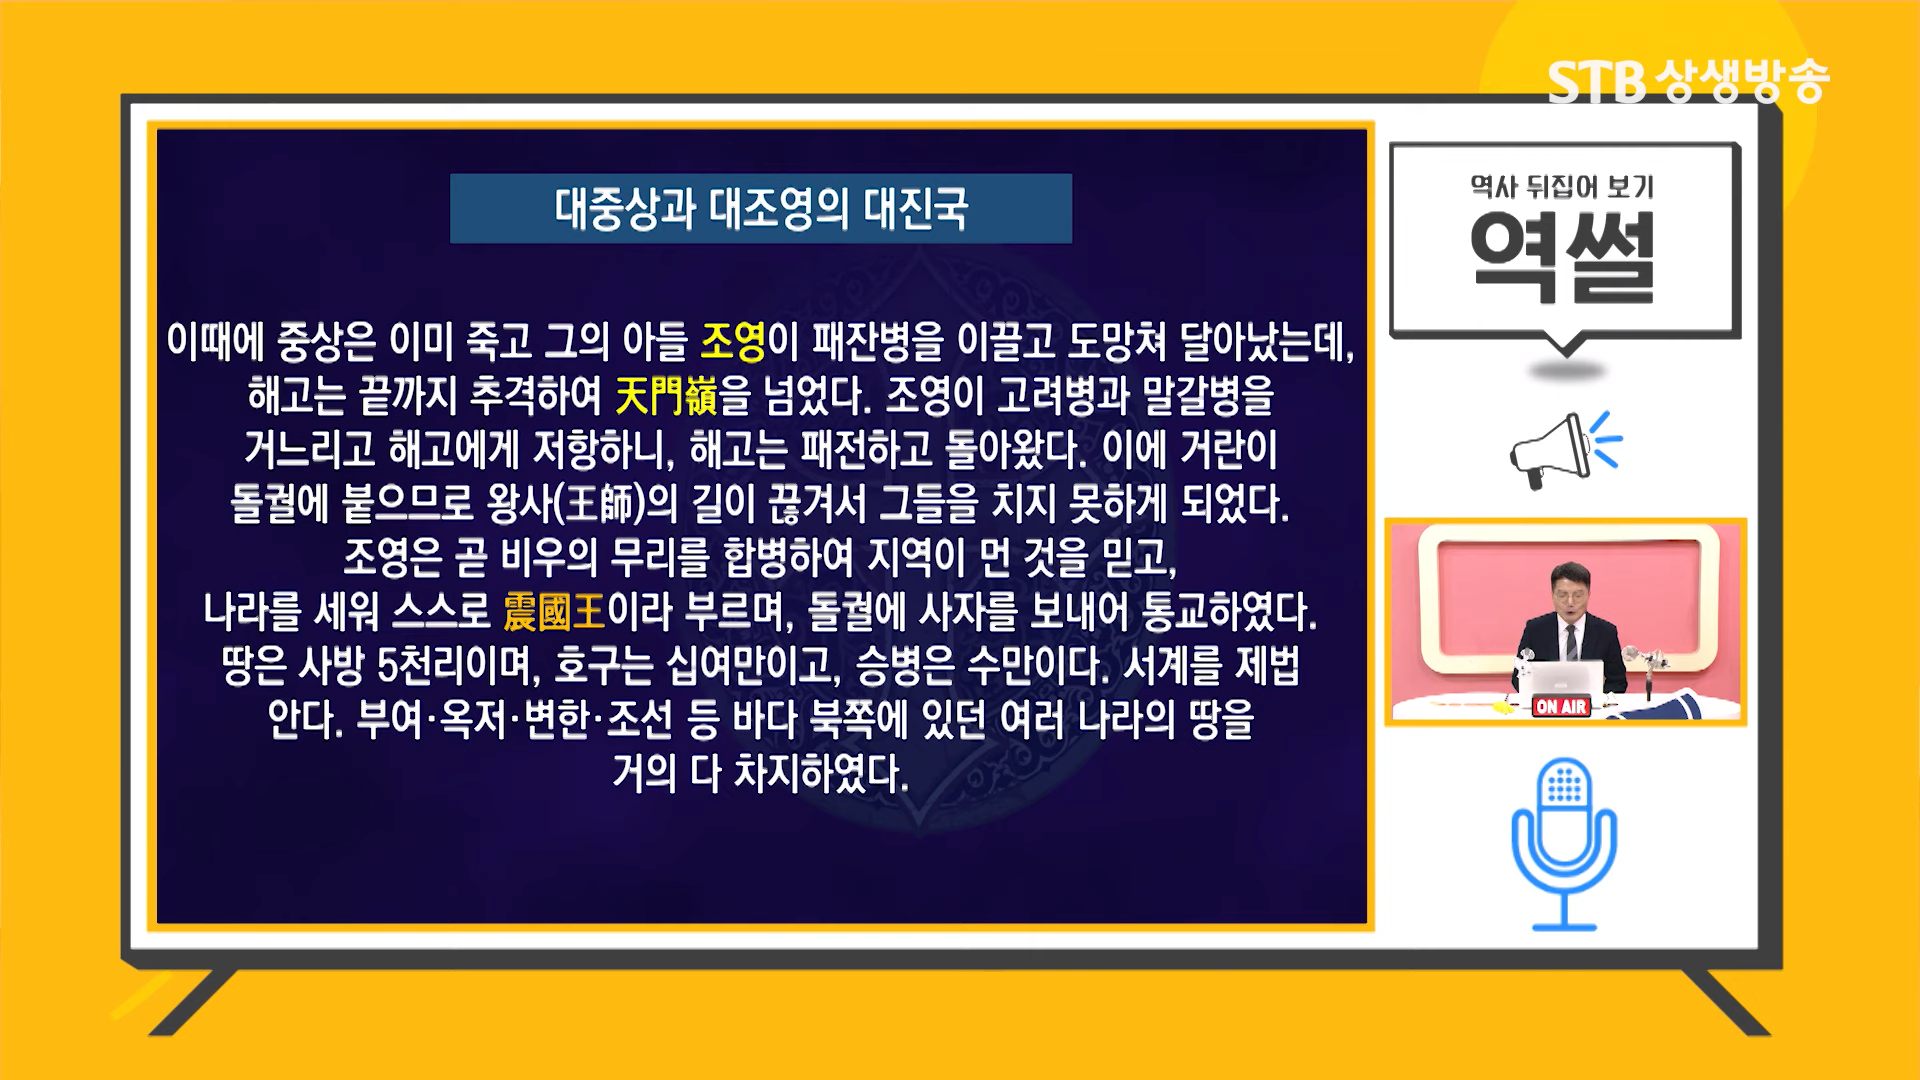 STB 상생방송
대중상과 대조영의 대진국
이때에 중상은 이미 죽고 그의 아들 조영이 패잔병을 이끌고 도망쳐 달아났는데,
해고는 끝까지 추격하여 天門嶺을 넘었다. 조영이 고려병과 말갈병을
거느리고 해고에게 저항하니, 해고는 패전하고 돌아왔다. 이에 거란이
돌궐에 붙으므로 왕사(王師)의 길이 끊겨서 그들을 치지 못하게 되었다.
조영은 곧 비우의 무리를 합병하여 지역이 먼 것을 믿고,
나라를 세워 스스로 震國王이라 부르며, 돌궐에 사자를 보내어 통교하였다.
땅은 사방 5천리이며, 호구는 십여만이고, 승병은 수만이다. 서계를 제법
안다. 부여·옥저·변한·조선 등 바다 북쪽에 있던 여러 나라의 땅을
거의 다 차지하였다.
역사 뒤집어 보기
역썰
ON AIR